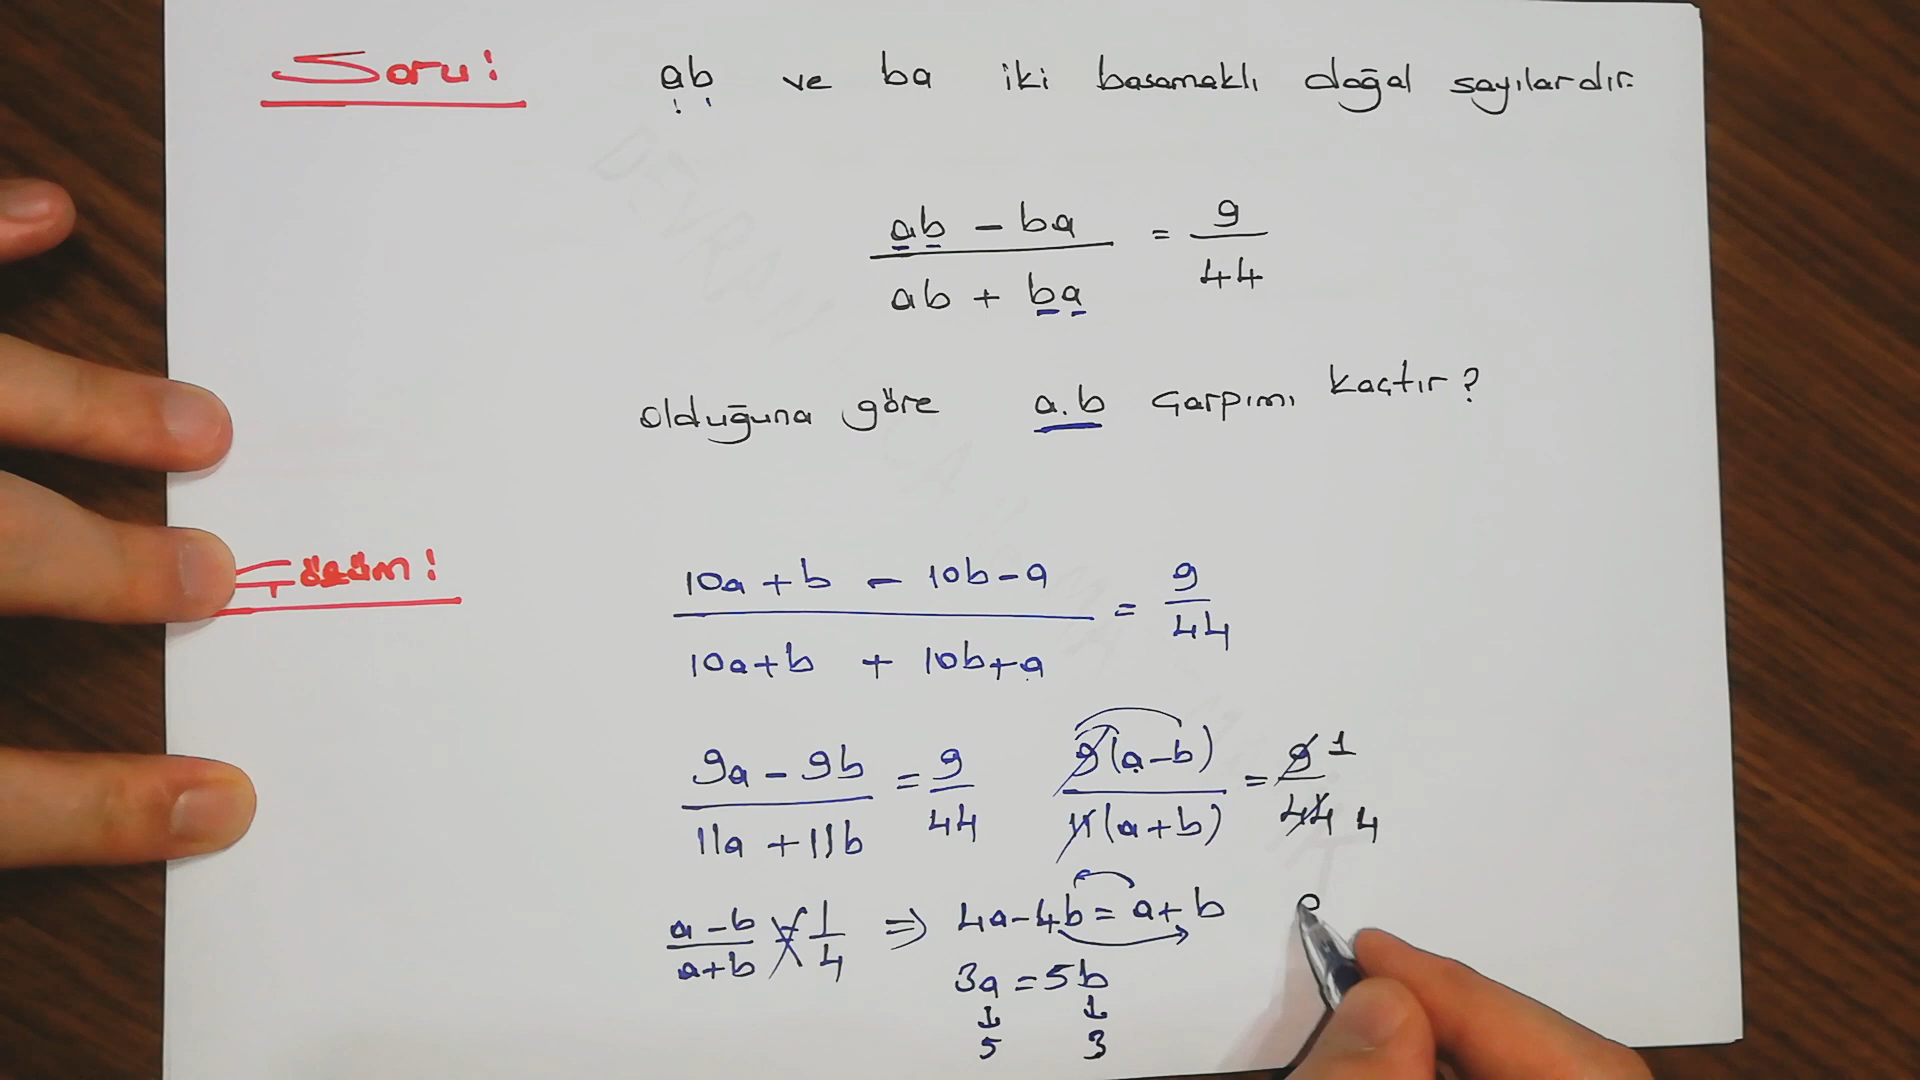 Soru:
ab ve ba iki basamaklı doğal sayılardır.
ab - ba / ab + ba = 9 / 44
olduğuna göre a.b çarpımı kaçtır?
Çözüm:
10a + b - 10b - a / 10a + b + 10b + a = 9 / 44
9a - 9b / 11a + 11b = 9 / 44 9(a-b) / 11(a+b) = 9 1 / 44 4
a - b / a + b = 1 / 4 ⇒ 4a - 4b = a + b
3a = 5b
↓ ↓
5 3